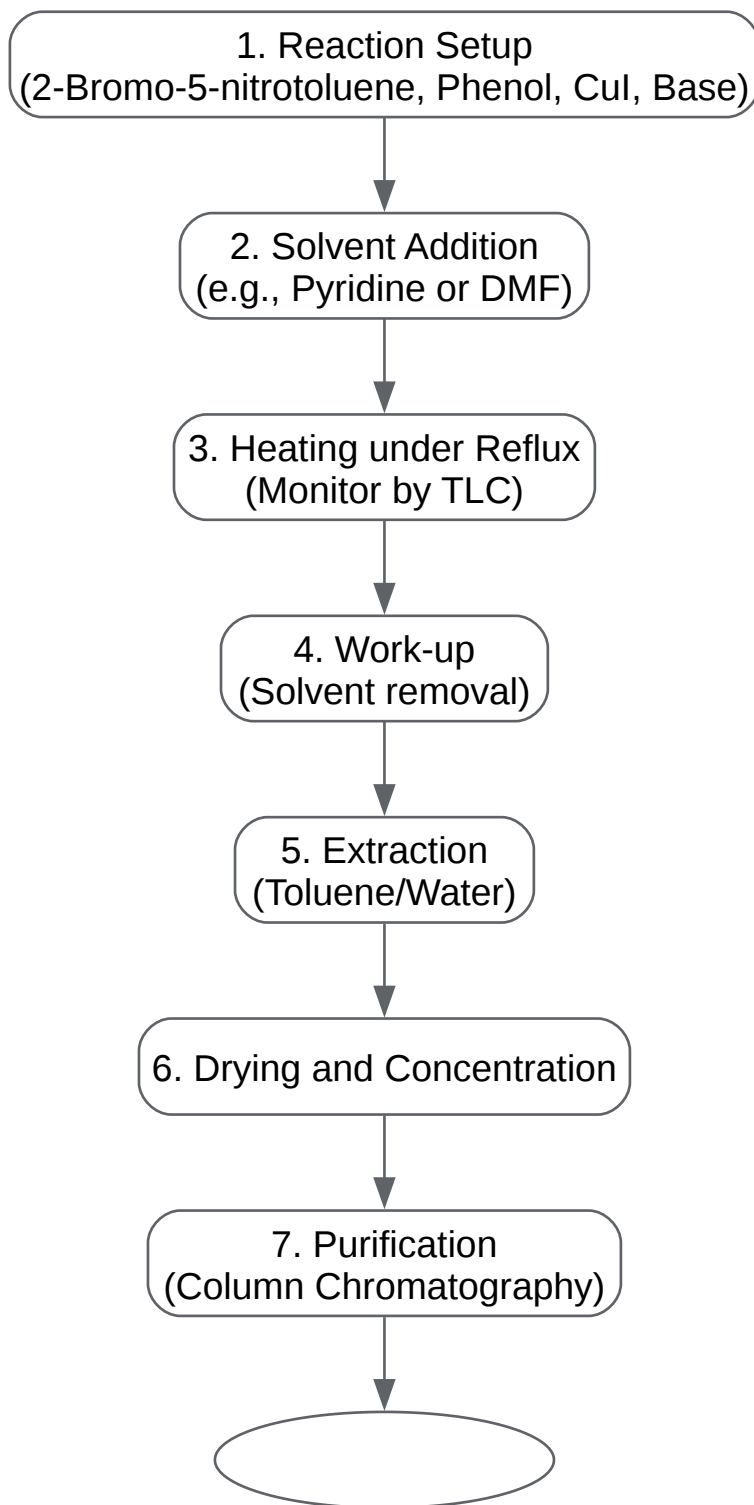 1. Reaction Setup
(2-Bromo-5-nitrotoluene, Phenol, CuI, Base)
2. Solvent Addition
(e.g., Pyridine or DMF)
3. Heating under Reflux
(Monitor by TLC)
4. Work-up
(Solvent removal)
5. Extraction
(Toluene/Water)
6. Drying and Concentration
7. Purification
(Column Chromatography)